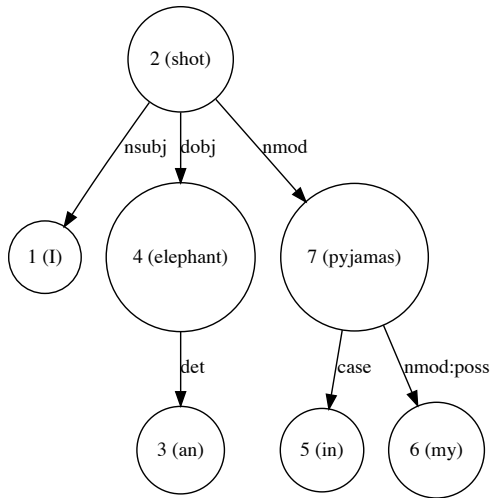 2 (shot)
nsubj
dobj
nmod
1 (I)
4 (elephant)
7 (pyjamas)
det
case
nmod:poss
3 (an)
5 (in)
6 (my)